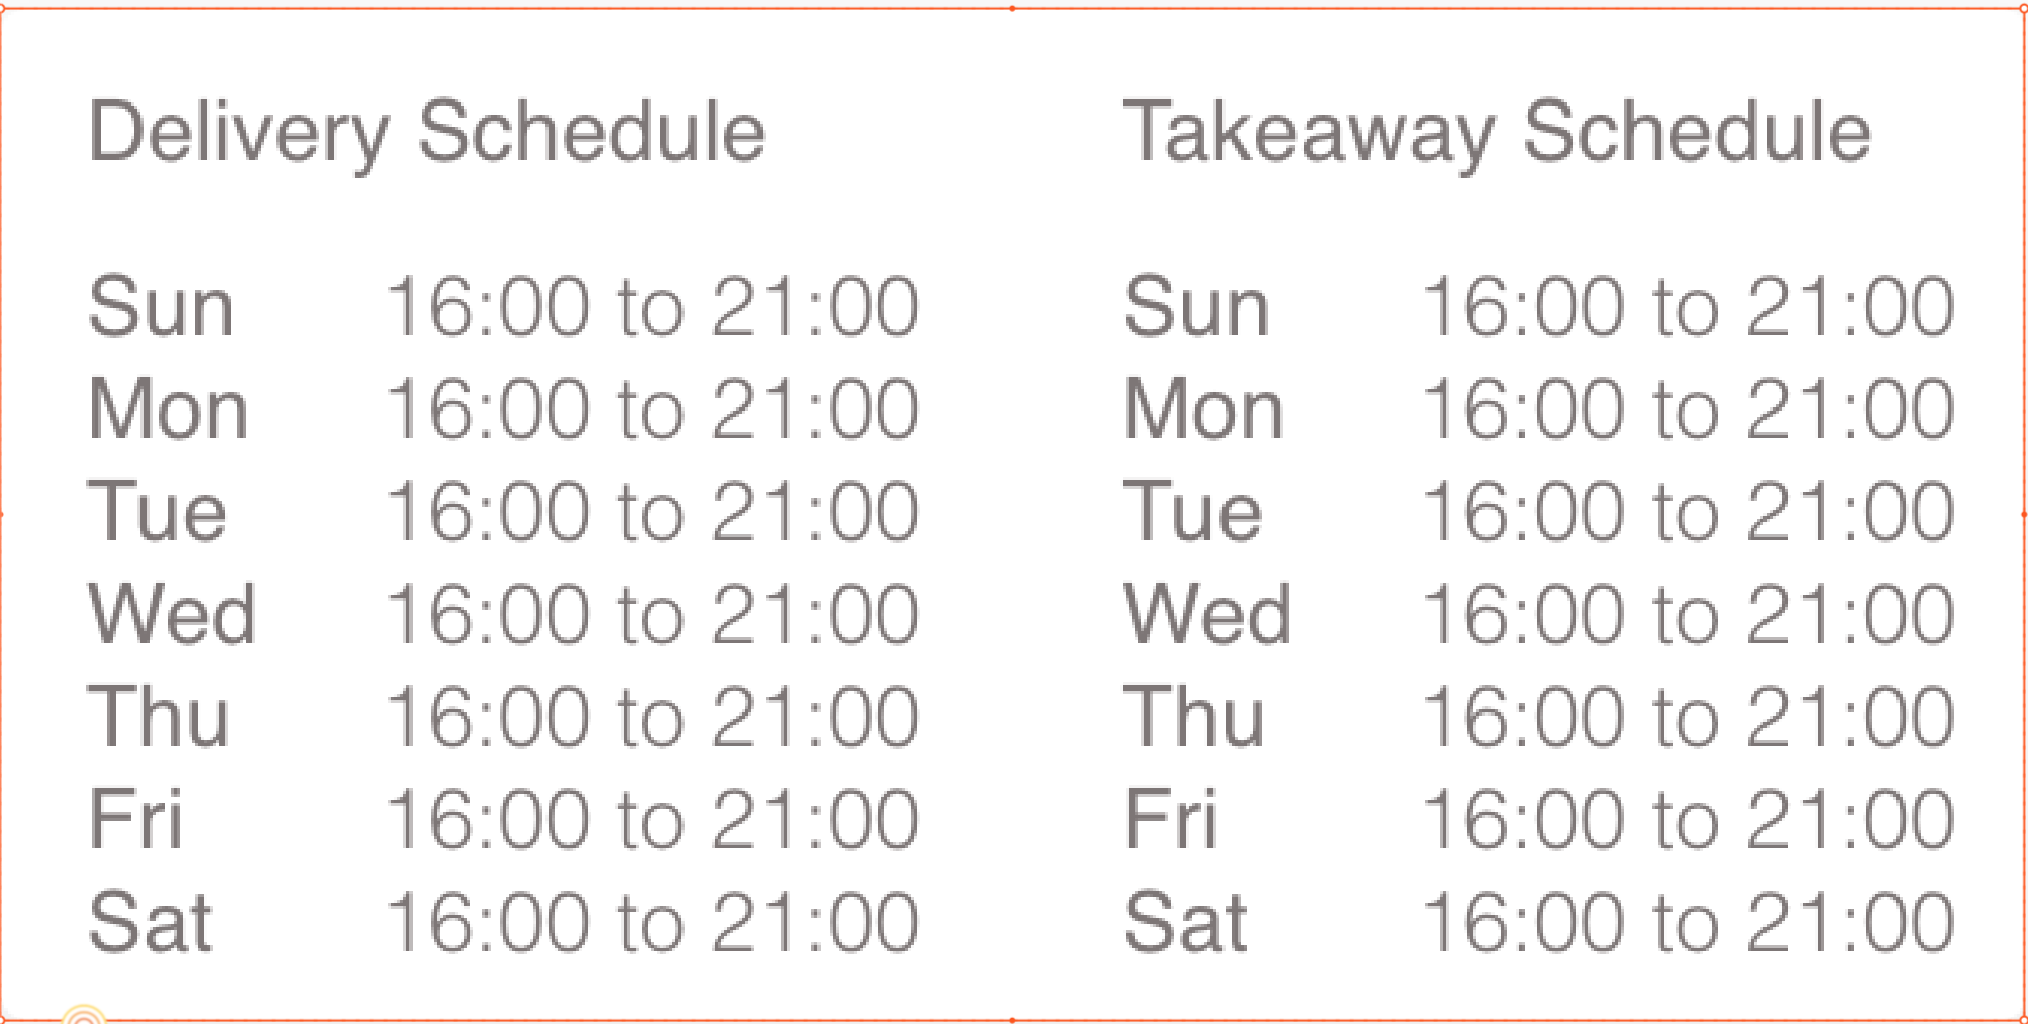 Delivery Schedule
Sun 16:00 to 21:00
Mon 16:00 to 21:00
Tue 16:00 to 21:00
Wed 16:00 to 21:00
Thu 16:00 to 21:00
Fri 16:00 to 21:00
Sat 16:00 to 21:00
Takeaway Schedule
Sun 16:00 to 21:00
Mon 16:00 to 21:00
Tue 16:00 to 21:00
Wed 16:00 to 21:00
Thu 16:00 to 21:00
Fri 16:00 to 21:00
Sat 16:00 to 21:00